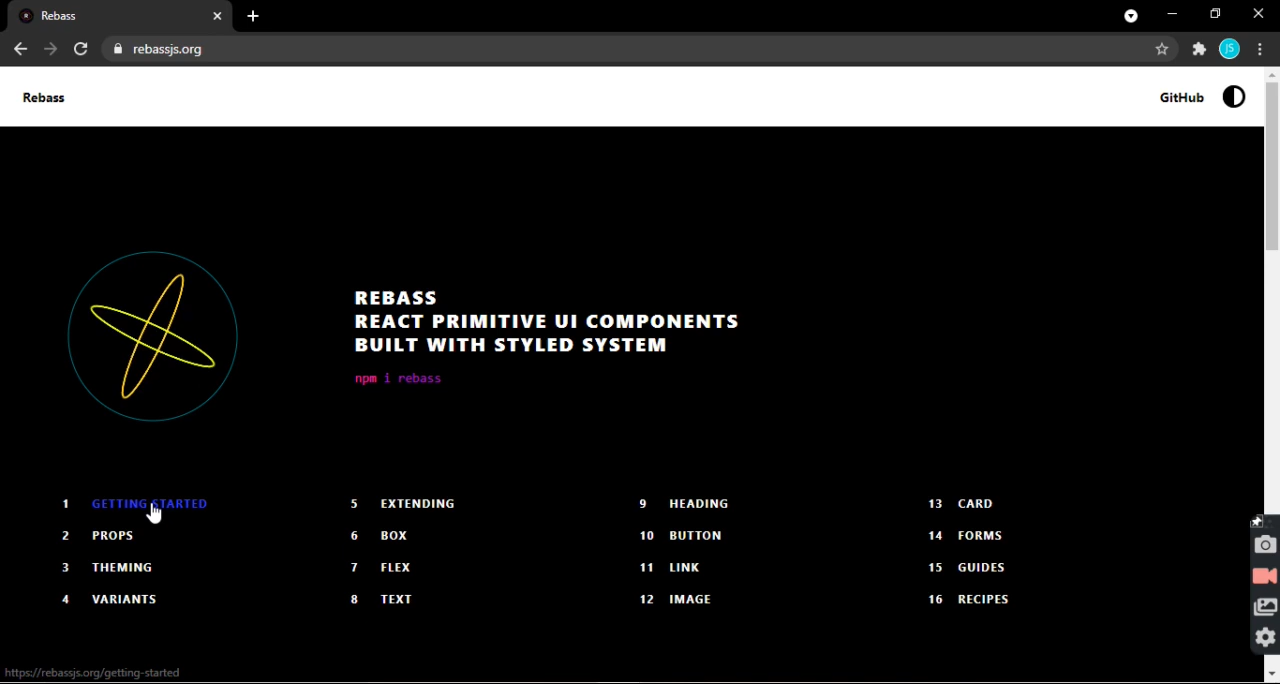 Rebass
rebassjs.org
JS
Rebass
GitHub
REBASS
REACT PRIMITIVE UI COMPONENTS
BUILT WITH STYLED SYSTEM
npm i rebass
1 GETTING STARTED
2 PROPS
3 THEMING
4 VARIANTS
5 EXTENDING
6 BOX
7 FLEX
8 TEXT
9 HEADING
10 BUTTON
11 LINK
12 IMAGE
13 CARD
14 FORMS
15 GUIDES
16 RECIPES
https://rebassjs.org/getting-started